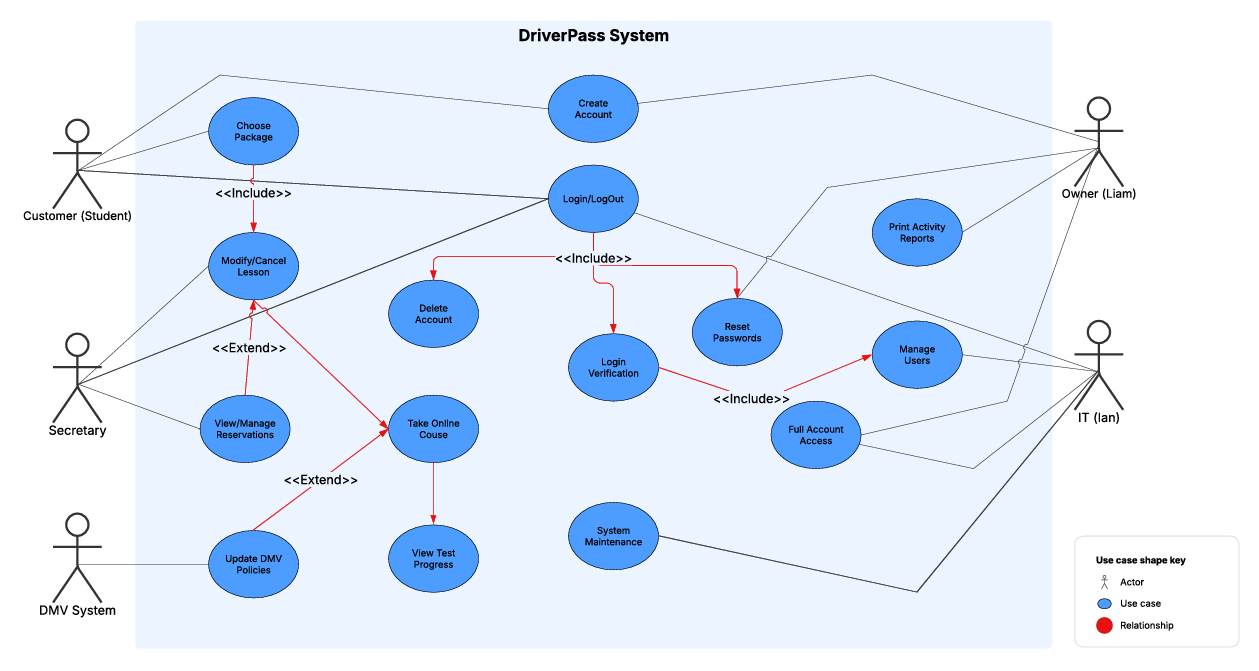 DriverPass System
Create
Account
Choose
Package
<<Include>>
Customer (Student)
Login/LogOut
Owner (Liam)
Print Activity
Reports
Modify/Cancel
Lesson
<<Include>>
Delete
Account
Reset
Passwords
<<Extend>>
Login
Verification
Manage
Users
<<Include>>
Secretary
View/Manage
Reservations
Take Online
Couse
Full Account
Access
IT (Ian)
<<Extend>>
Update DMV
Policies
View Test
Progress
System
Maintenance
DMV System
Use case shape key
Actor
Use case
Relationship